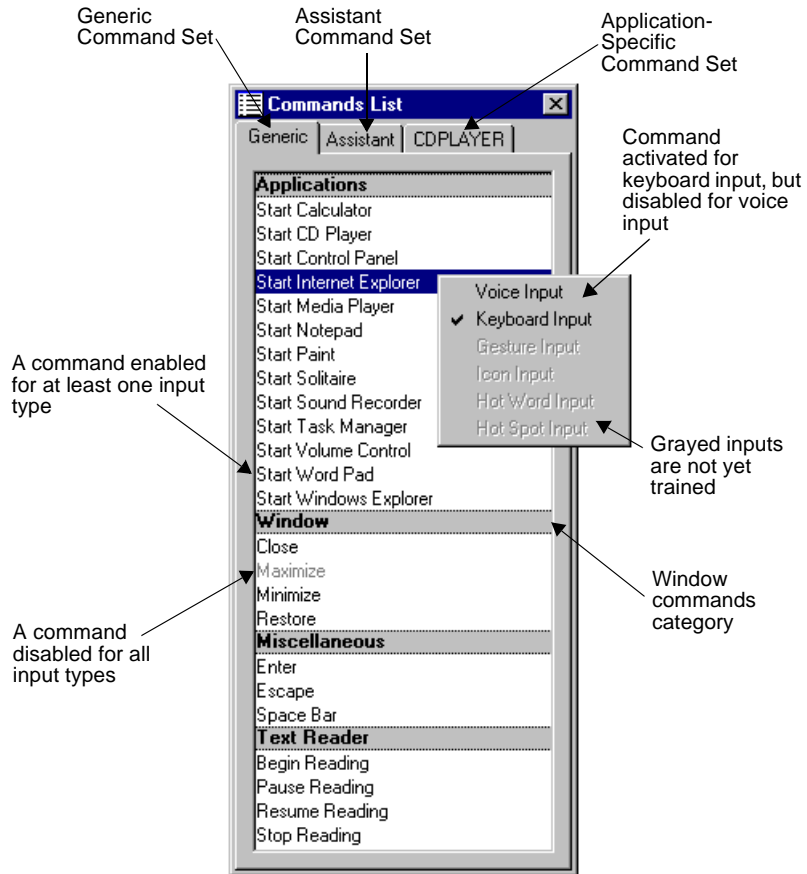 Generic
Command Set
Assistant
Command Set
Application-
Specific
Command Set
Commands List
Generic
Assistant
CDPLAYER
Command
activated for
keyboard input, but
disabled for voice
input
Applications
Start Calculator
Start CD Player
Start Control Panel
Start Internet Explorer
Start Media Player
Start Notepad
Start Paint
Start Solitaire
Start Sound Recorder
Start Task Manager
Start Volume Control
Start Word Pad
Start Windows Explorer
Voice Input
Keyboard Input
Gesture Input
Icon Input
Hot Word Input
Hot Spot Input
A command enabled
for at least one input
type
Grayed inputs
are not yet
trained
Window
Close
Maximize
Minimize
Restore
Window
commands
category
A command
disabled for all
input types
Miscellaneous
Enter
Escape
Space Bar
Text Reader
Begin Reading
Pause Reading
Resume Reading
Stop Reading